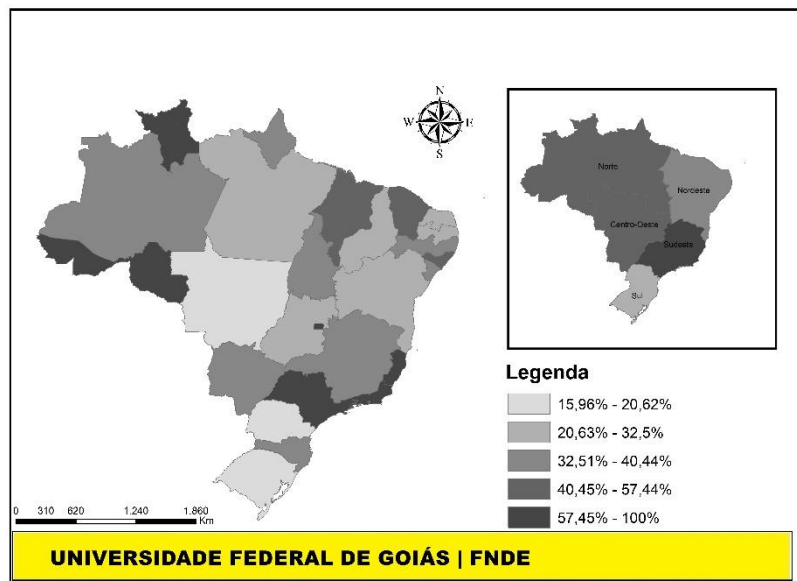 N
W E
S
Norte
Nordeste
Centro-Oeste
Sudeste
Sul
Legenda
15,96% - 20,62%
20,63% - 32,5%
32,51% - 40,44%
40,45% - 57,44%
57,45% - 100%
0 310 620 1.240 1.860
Km
UNIVERSIDADE FEDERAL DE GOIÁS | FNDE